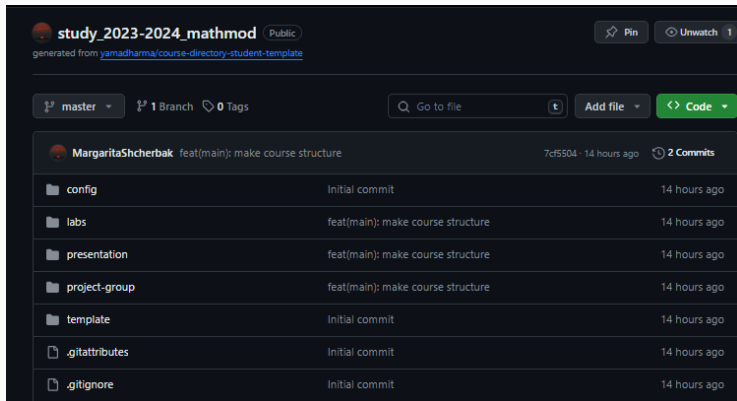 study_2023-2024_mathmod Public Pin Unwatch 1
generated from yamadharma/course-directory-student-template
master 1 Branch 0 Tags Go to file t Add file <> Code
MargaritaShcherbak feat(main): make course structure 7cf5504 · 14 hours ago 2 Commits
config Initial commit 14 hours ago
labs feat(main): make course structure 14 hours ago
presentation feat(main): make course structure 14 hours ago
project-group feat(main): make course structure 14 hours ago
template Initial commit 14 hours ago
.gitattributes Initial commit 14 hours ago
.gitignore Initial commit 14 hours ago